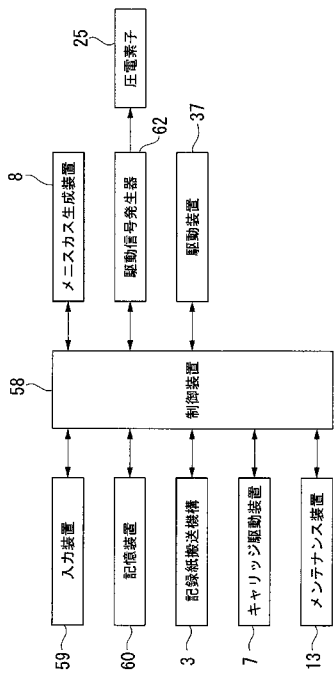 入力装置
59
記憶装置
60
記録紙搬送機構
3
キャリッジ駆動装置
7
メンテナンス装置
13
58
制御装置
8
メニスカス生成装置
駆動信号発生器
62
駆動装置
37
25
圧電素子